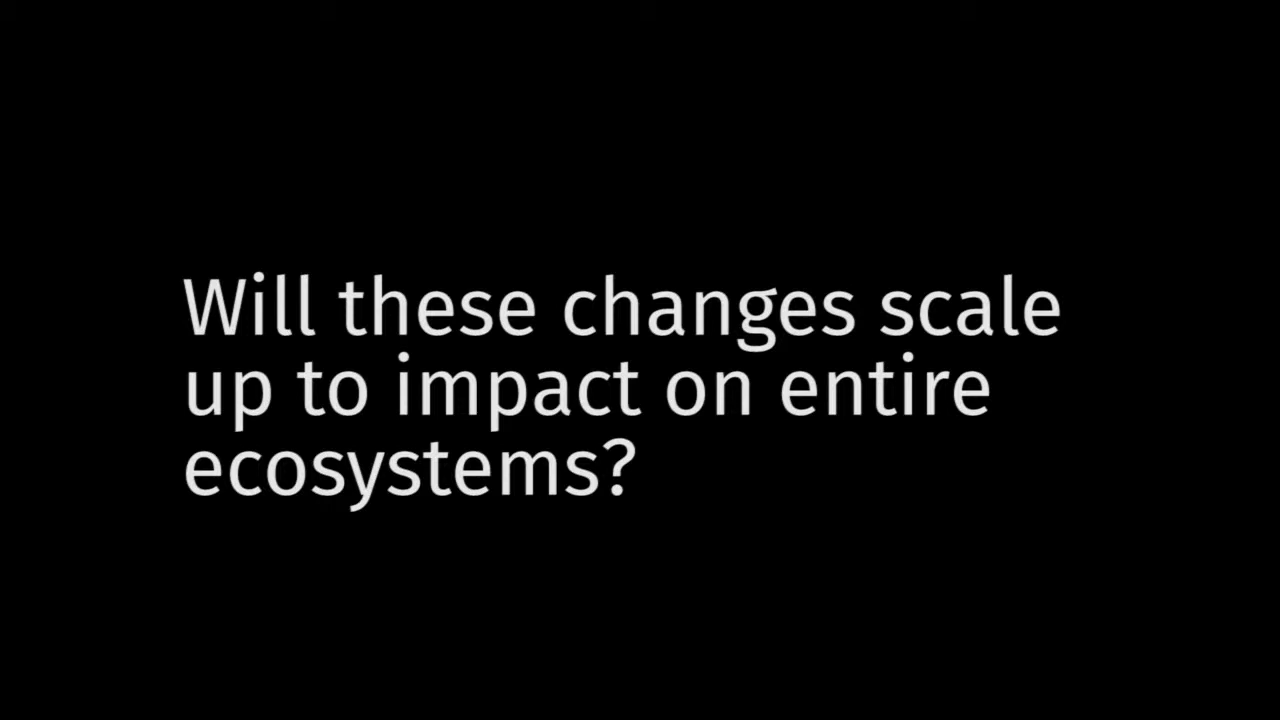 Will these changes scale
up to impact on entire
ecosystems?